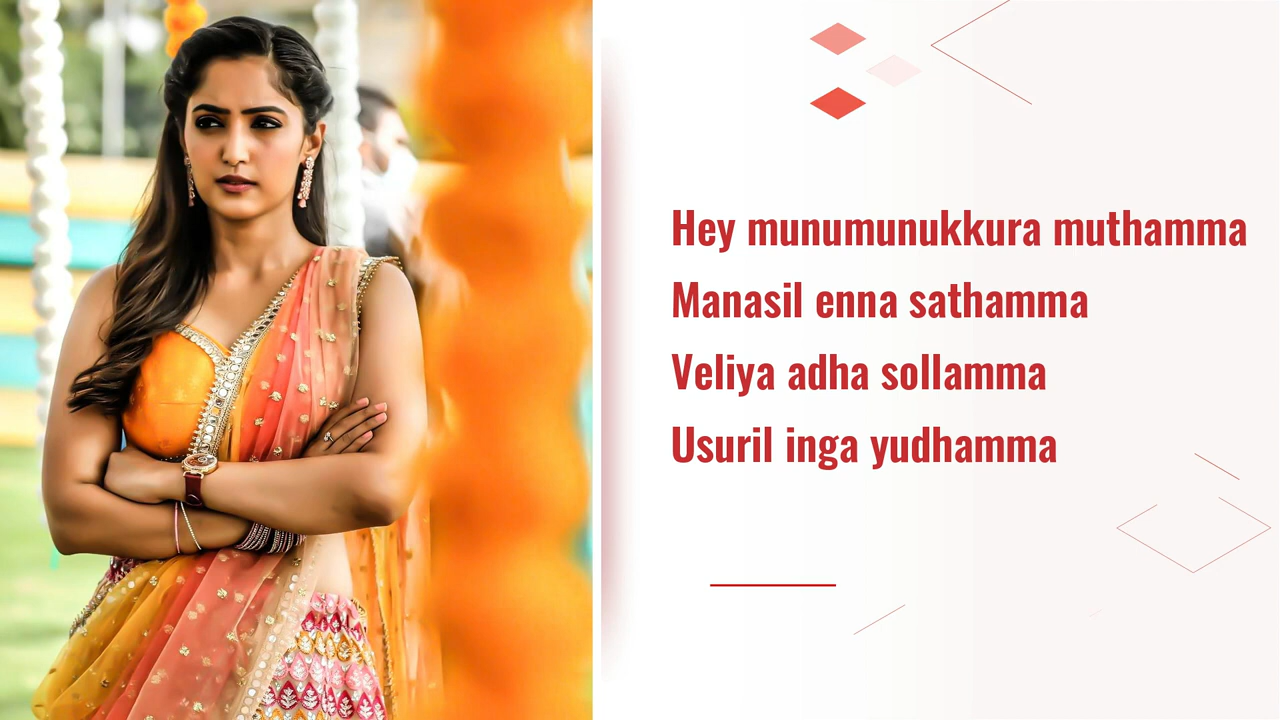 Hey munumunukkura muthamma
Manasil enna sathamma
Veliya adha sollamma
Usuril inga yudhamma